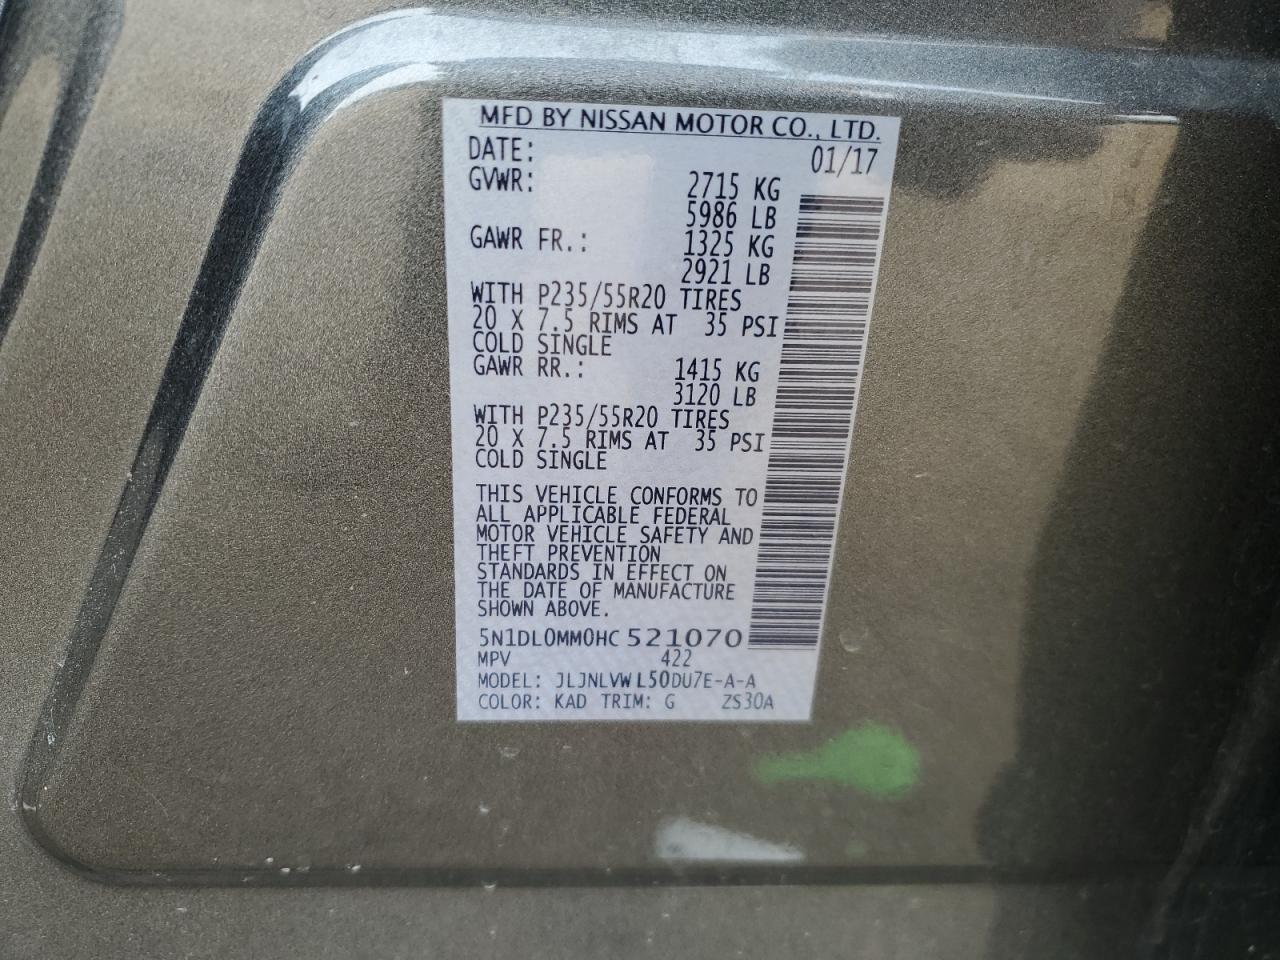 MFD BY NISSAN MOTOR CO., LTD.
DATE: 01/17
GVWR: 2715 KG
5986 LB
GAWR FR.: 1325 KG
2921 LB
WITH P235/55R20 TIRES
20 X 7.5 RIMS AT 35 PSI
COLD SINGLE
GAWR RR.: 1415 KG
3120 LB
WITH P235/55R20 TIRES
20 X 7.5 RIMS AT 35 PSI
COLD SINGLE
THIS VEHICLE CONFORMS TO
ALL APPLICABLE FEDERAL
MOTOR VEHICLE SAFETY AND
THEFT PREVENTION
STANDARDS IN EFFECT ON
THE DATE OF MANUFACTURE
SHOWN ABOVE.
5N1DL0MM0HC 521070
MPV 422
MODEL: JLJNLVW L50DU7E-A-A
COLOR: KAD TRIM: G ZS30A